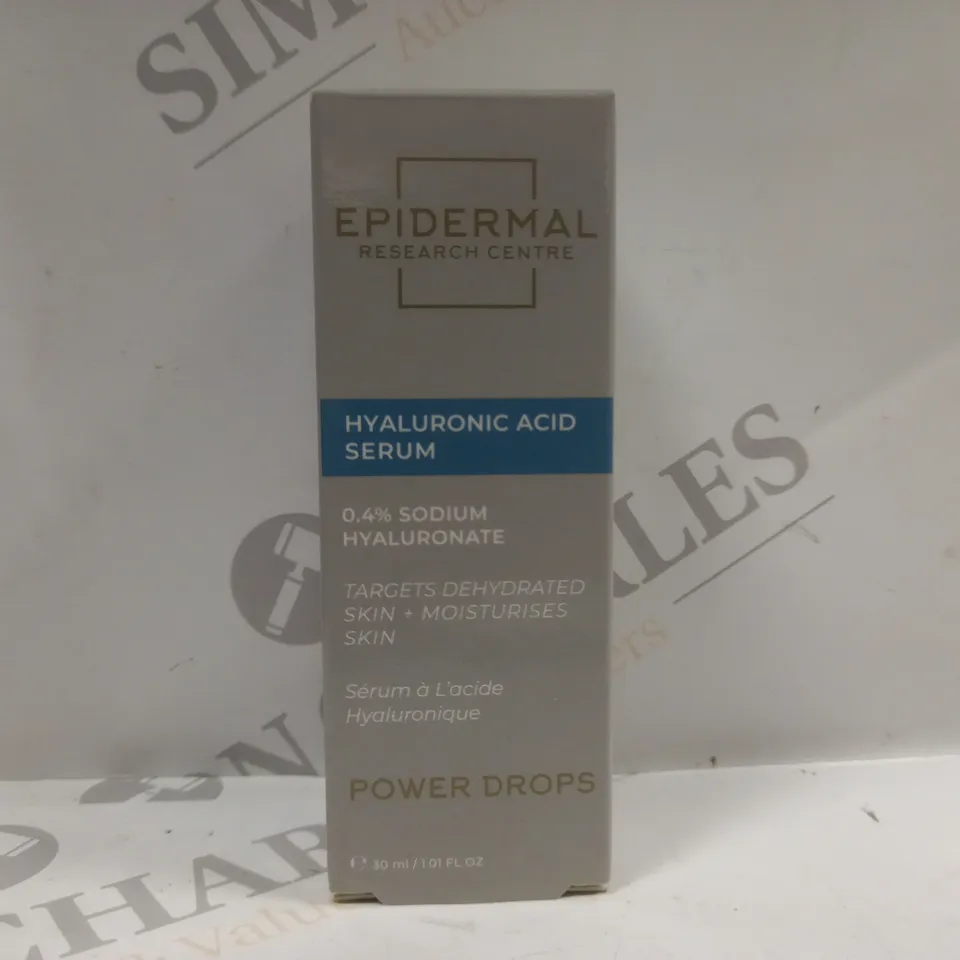 EPIDERMAL
RESEARCH CENTRE
HYALURONIC ACID
SERUM
0.4% SODIUM
HYALURONATE
TARGETS DEHYDRATED
SKIN + MOISTURISES
SKIN
Sérum à L'acide
Hyaluronique
POWER DROPS
℮ 30 ml / 1.01 FL.OZ